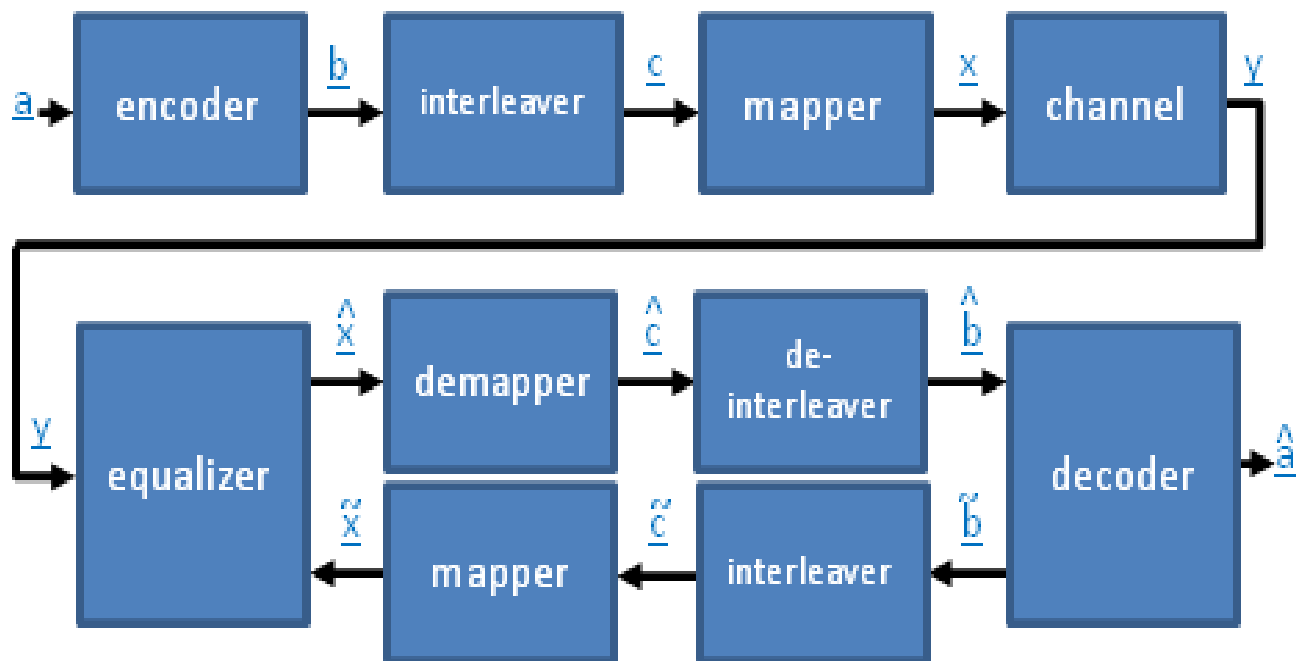 a
encoder
b
interleaver
c
mapper
x
channel
y
y
equalizer
x̂
demapper
ĉ
de-
interleaver
b̂
decoder
â
x̃
mapper
c̃
interleaver
b̃